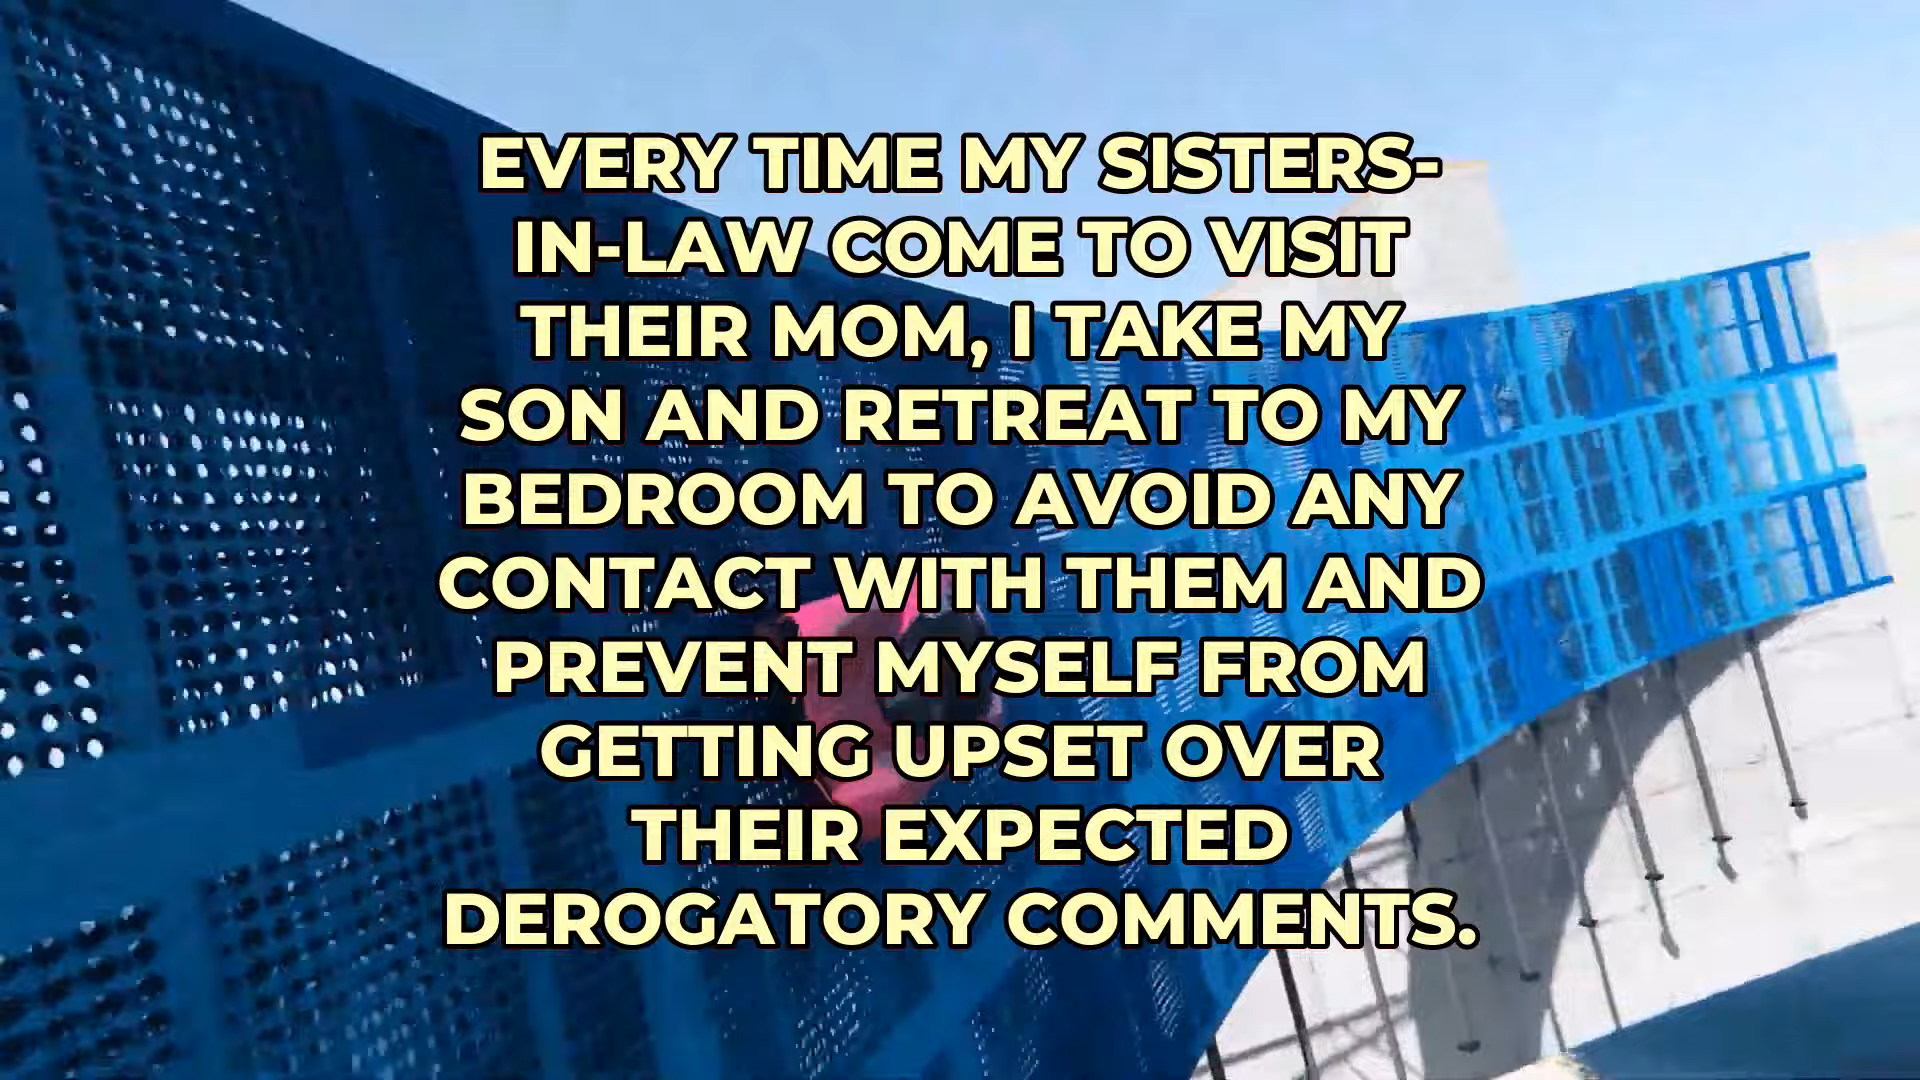 EVERY TIME MY SISTERS-
IN-LAW COME TO VISIT
THEIR MOM, I TAKE MY
SON AND RETREAT TO MY
BEDROOM TO AVOID ANY
CONTACT WITH THEM AND
PREVENT MYSELF FROM
GETTING UPSET OVER
THEIR EXPECTED
DEROGATORY COMMENTS.